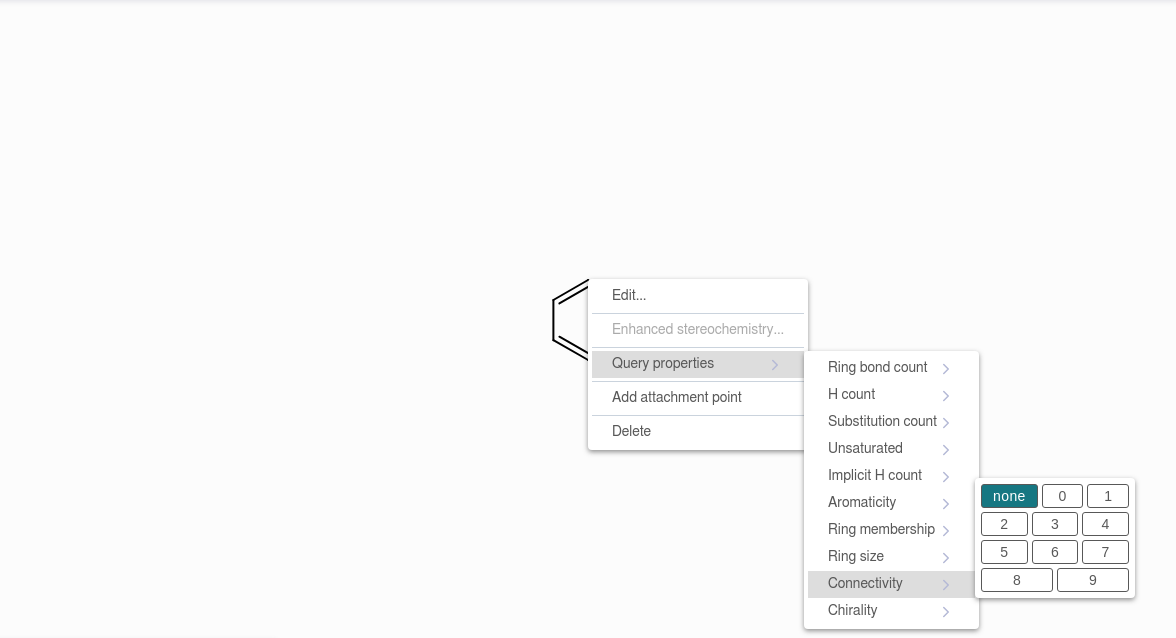 Edit...
Enhanced stereochemistry...
Query properties
Add attachment point
Delete
Ring bond count
H count
Substitution count
Unsaturated
Implicit H count
Aromaticity
Ring membership
Ring size
Connectivity
Chirality
none 0 1
2 3 4
5 6 7
8 9